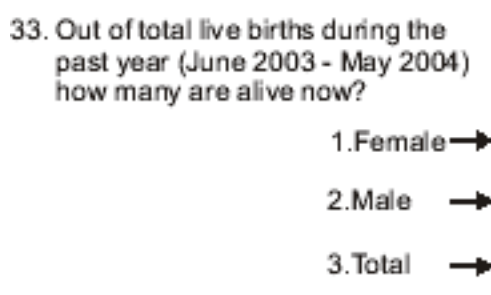 33. Out of total live births during the
past year (June 2003 - May 2004)
how many are alive now?
1.Female
2.Male
3.Total